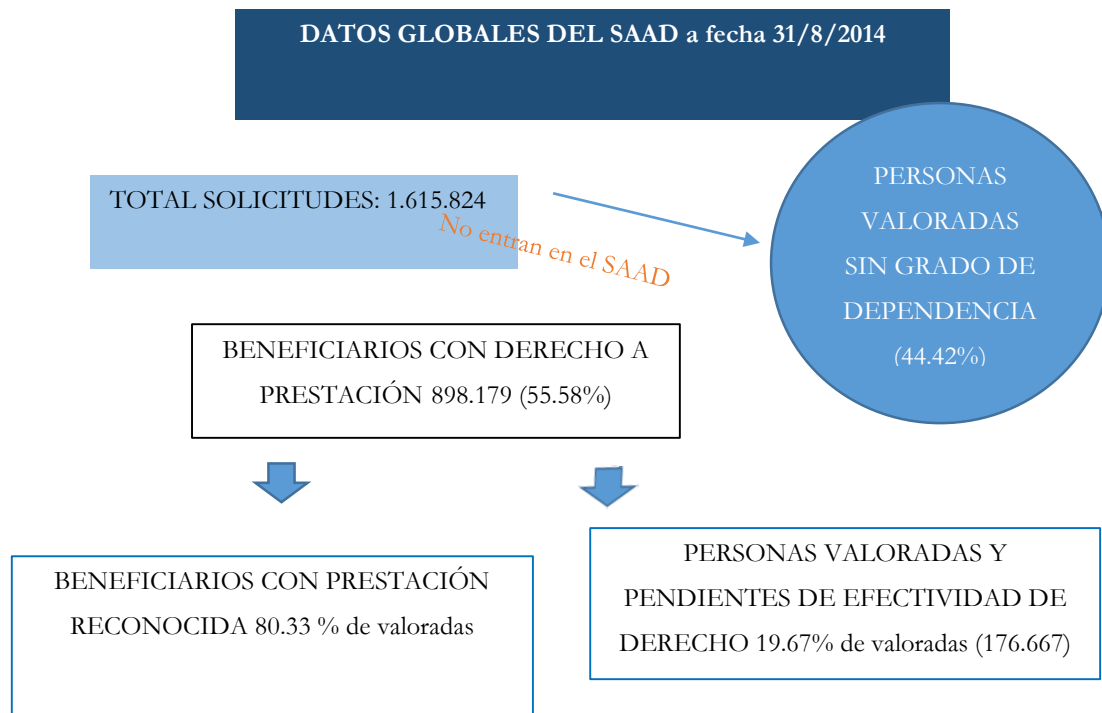 DATOS GLOBALES DEL SAAD a fecha 31/8/2014
TOTAL SOLICITUDES: 1.615.824
No entran en el SAAD
PERSONAS
VALORADAS
SIN GRADO DE
DEPENDENCIA
(44.42%)
BENEFICIARIOS CON DERECHO A
PRESTACIÓN 898.179 (55.58%)
BENEFICIARIOS CON PRESTACIÓN
RECONOCIDA 80.33 % de valoradas
PERSONAS VALORADAS Y
PENDIENTES DE EFECTIVIDAD DE
DERECHO 19.67% de valoradas (176.667)